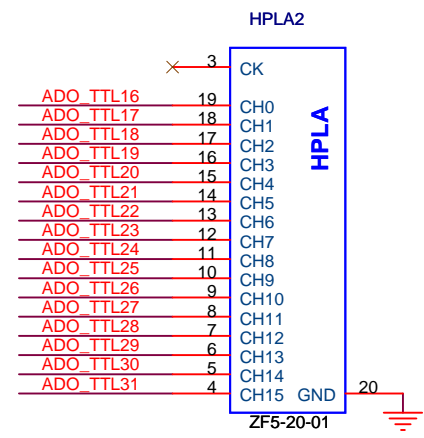 HPLA2
3 CK
ADO_TTL16 19 CH0
ADO_TTL17 18 CH1
ADO_TTL18 17 CH2
ADO_TTL19 16 CH3
ADO_TTL20 15 CH4
ADO_TTL21 14 CH5
ADO_TTL22 13 CH6
ADO_TTL23 12 CH7
ADO_TTL24 11 CH8
ADO_TTL25 10 CH9
ADO_TTL26 9 CH10
ADO_TTL27 8 CH11
ADO_TTL28 7 CH12
ADO_TTL29 6 CH13
ADO_TTL30 5 CH14
ADO_TTL31 4 CH15 GND 20
HPLA
ZF5-20-01